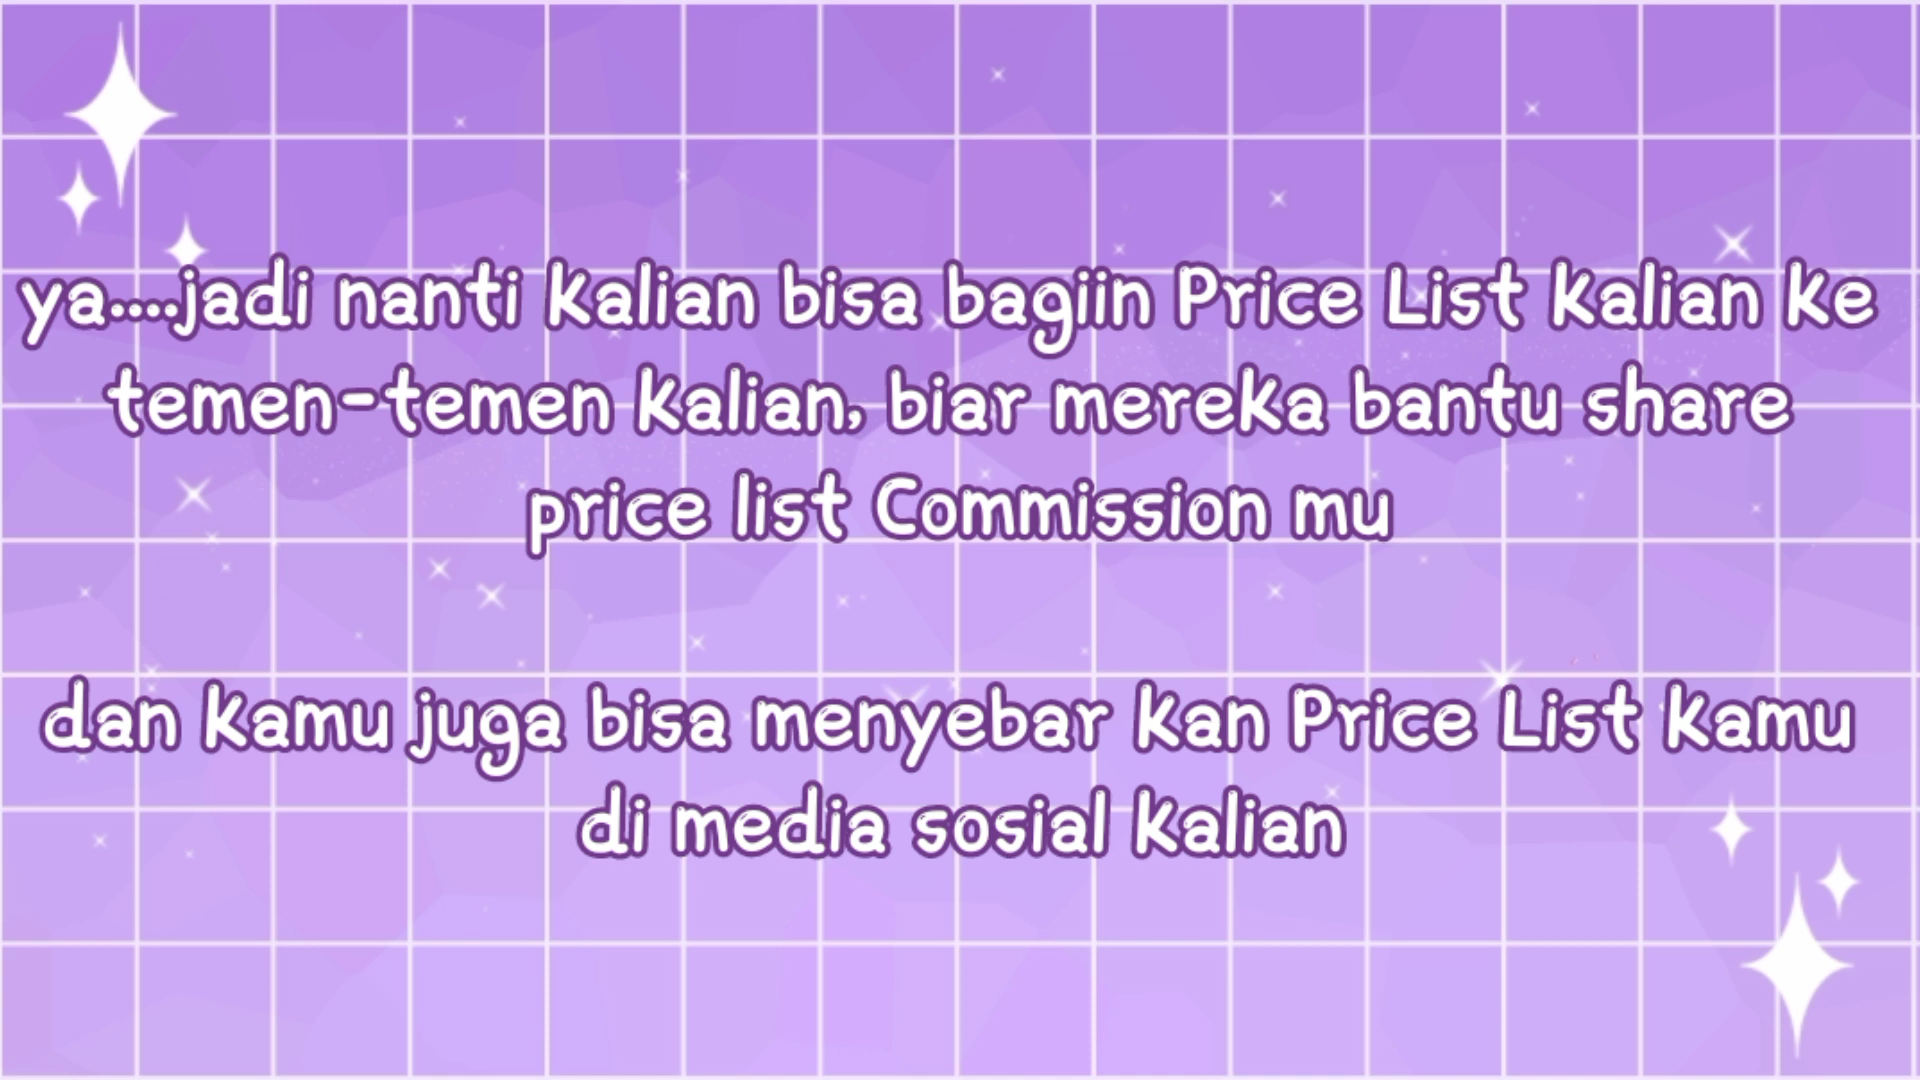 ya....jadi nanti kalian bisa bagiin Price List kalian ke
temen-temen kalian, biar mereka bantu share
price list Commission mu
dan kamu juga bisa menyebar kan Price List kamu
di media sosial kalian